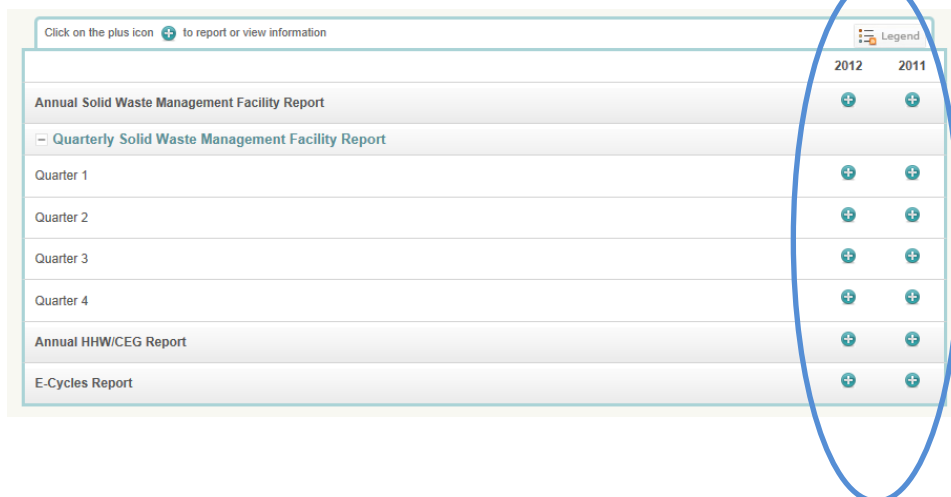 Click on the plus icon to report or view information
Legend
2012 2011
Annual Solid Waste Management Facility Report
Quarterly Solid Waste Management Facility Report
Quarter 1
Quarter 2
Quarter 3
Quarter 4
Annual HHW/CEG Report
E-Cycles Report